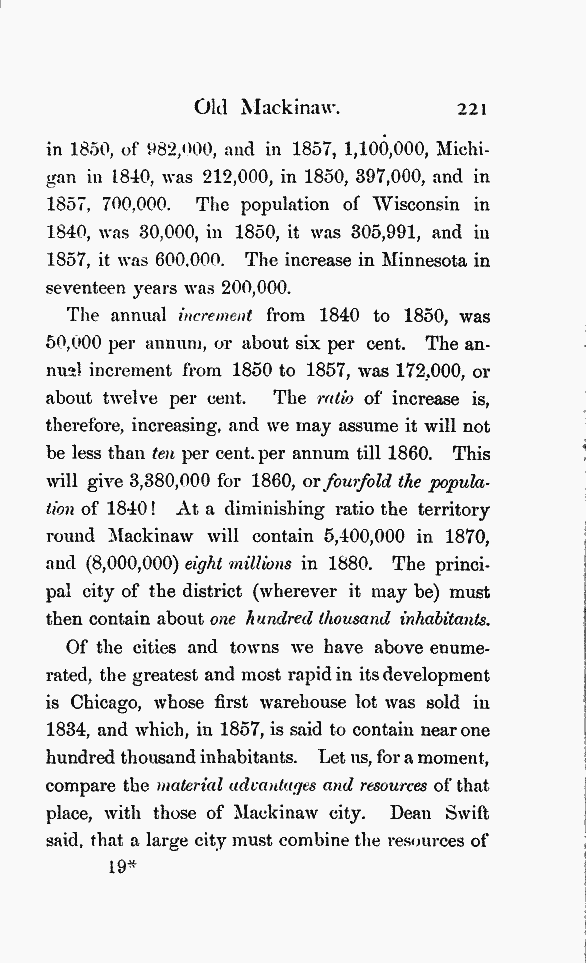 Old Mackinaw. 221
in 1850, of 982,000, and in 1857, 1,100,000, Michi-
gan in 1840, was 212,000, in 1850, 397,000, and in
1857, 700,000. The population of Wisconsin in
1840, was 30,000, in 1850, it was 305,991, and in
1857, it was 600.000. The increase in Minnesota in
seventeen years was 200,000.
The annual increment from 1840 to 1850, was
50,000 per annum, or about six per cent. The an-
nual increment from 1850 to 1857, was 172,000, or
about twelve per cent. The ratio of increase is,
therefore, increasing, and we may assume it will not
be less than ten per cent. per annum till 1860. This
will give 3,380,000 for 1860, or fourfold the popula-
tion of 1840! At a diminishing ratio the territory
round Mackinaw will contain 5,400,000 in 1870,
and (8,000,000) eight millions in 1880. The princi-
pal city of the district (wherever it may be) must
then contain about one hundred thousand inhabitants.
Of the cities and towns we have above enume-
rated, the greatest and most rapid in its development
is Chicago, whose first warehouse lot was sold in
1834, and which, in 1857, is said to contain near one
hundred thousand inhabitants. Let us, for a moment,
compare the material advantages and resources of that
place, with those of Mackinaw city. Dean Swift
said, that a large city must combine the resources of
19*